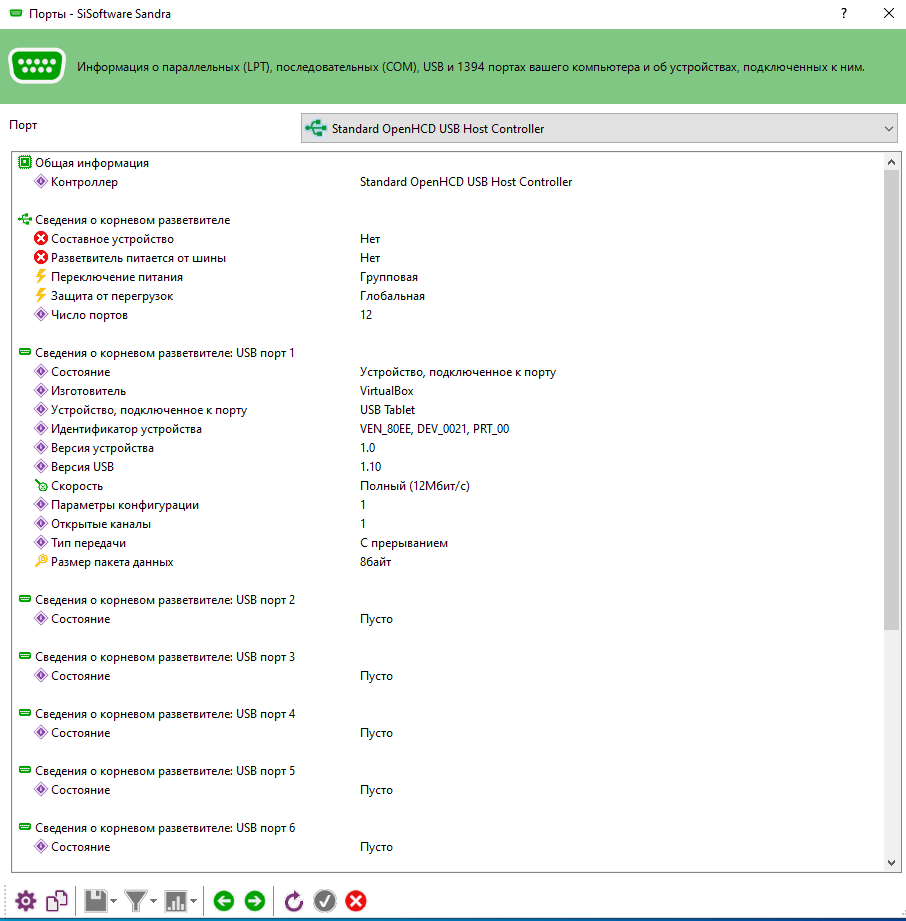 Порты - SiSoftware Sandra
?
Информация о параллельных (LPT), последовательных (COM), USB и 1394 портах вашего компьютера и об устройствах, подключенных к ним.
Порт
Standard OpenHCD USB Host Controller
Общая информация
Контроллер Standard OpenHCD USB Host Controller
Сведения о корневом разветвителе
Составное устройство Нет
Разветвитель питается от шины Нет
Переключение питания Групповая
Защита от перегрузок Глобальная
Число портов 12
Сведения о корневом разветвителе: USB порт 1
Состояние Устройство, подключенное к порту
Изготовитель VirtualBox
Устройство, подключенное к порту USB Tablet
Идентификатор устройства VEN_80EE, DEV_0021, PRT_00
Версия устройства 1.0
Версия USB 1.10
Скорость Полный (12Мбит/с)
Параметры конфигурации 1
Открытые каналы 1
Тип передачи С прерыванием
Размер пакета данных 8байт
Сведения о корневом разветвителе: USB порт 2
Состояние Пусто
Сведения о корневом разветвителе: USB порт 3
Состояние Пусто
Сведения о корневом разветвителе: USB порт 4
Состояние Пусто
Сведения о корневом разветвителе: USB порт 5
Состояние Пусто
Сведения о корневом разветвителе: USB порт 6
Состояние Пусто